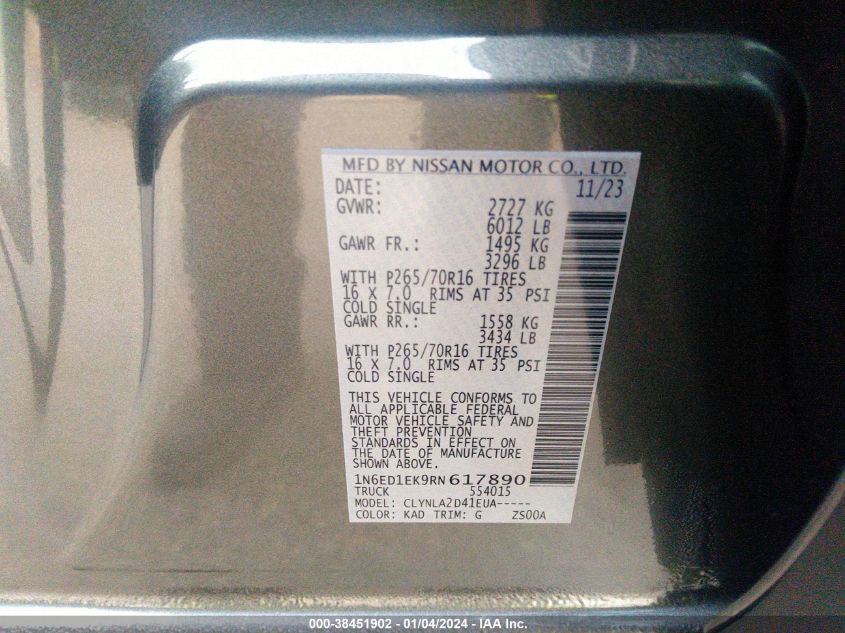 MFD BY NISSAN MOTOR CO., LTD.
DATE: 11/23
GVWR: 2727 KG
6012 LB
GAWR FR.: 1495 KG
3296 LB
WITH P265/70R16 TIRES
16 X 7.0 RIMS AT 35 PSI
COLD SINGLE
GAWR RR.: 1558 KG
3434 LB
WITH P265/70R16 TIRES
16 X 7.0 RIMS AT 35 PSI
COLD SINGLE
THIS VEHICLE CONFORMS TO
ALL APPLICABLE FEDERAL
MOTOR VEHICLE SAFETY AND
THEFT PREVENTION
STANDARDS IN EFFECT ON
THE DATE OF MANUFACTURE
SHOWN ABOVE.
1N6ED1EK9RN617890
TRUCK 554015
MODEL: CLYNLA2D41EUA-----
COLOR: KAD TRIM: G ZS00A
000-38451902 - 01/04/2024 - IAA Inc.